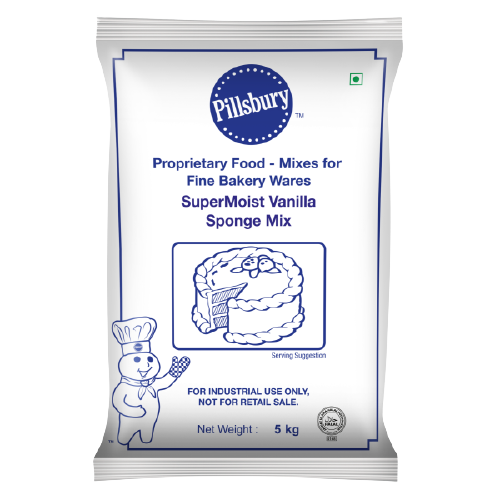 Pillsbury
TM
Proprietary Food - Mixes for
Fine Bakery Wares
SuperMoist Vanilla
Sponge Mix
Serving Suggestion
FOR INDUSTRIAL USE ONLY,
NOT FOR RETAIL SALE.
Net Weight : 5 kg
HALAL
TM